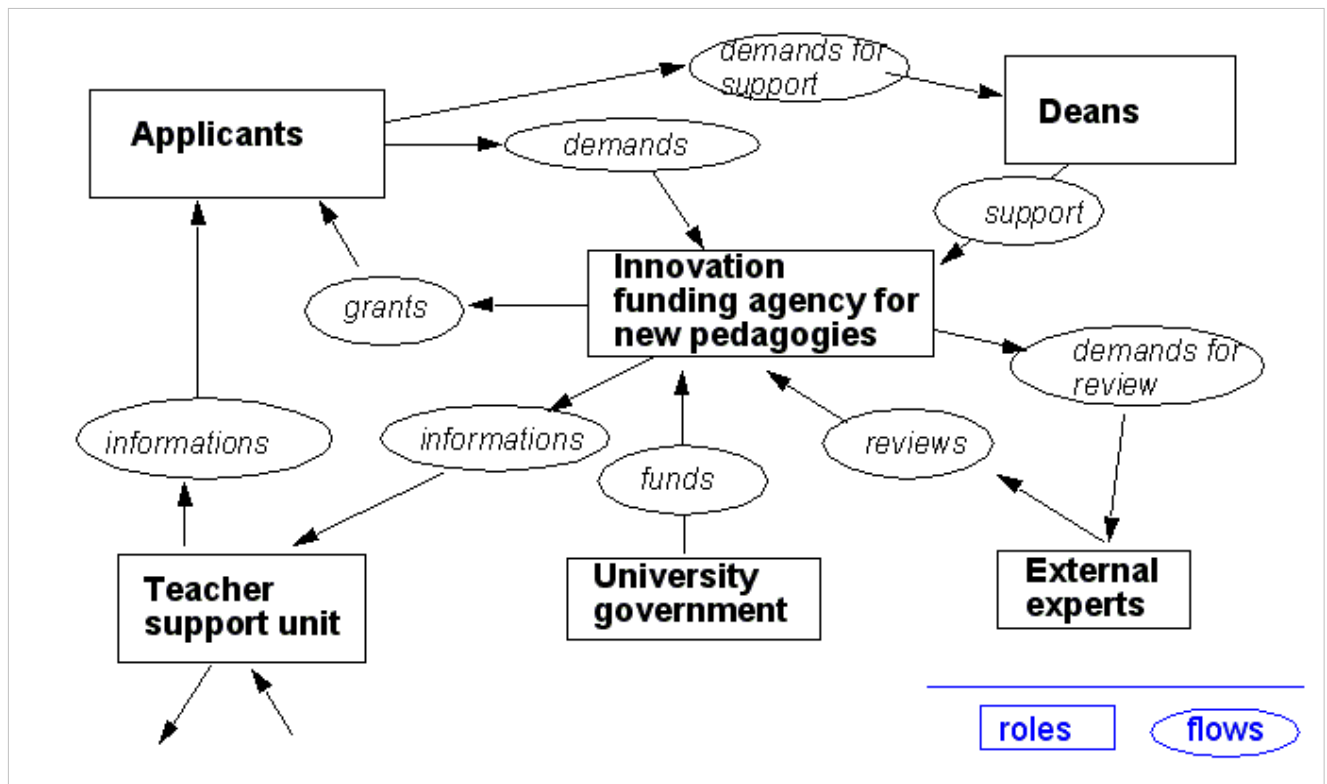 demands for
support
Deans
Applicants
demands
support
Innovation
funding agency for
new pedagogies
grants
demands for
review
informations
informations
reviews
funds
Teacher
support unit
University
government
External
experts
roles
flows